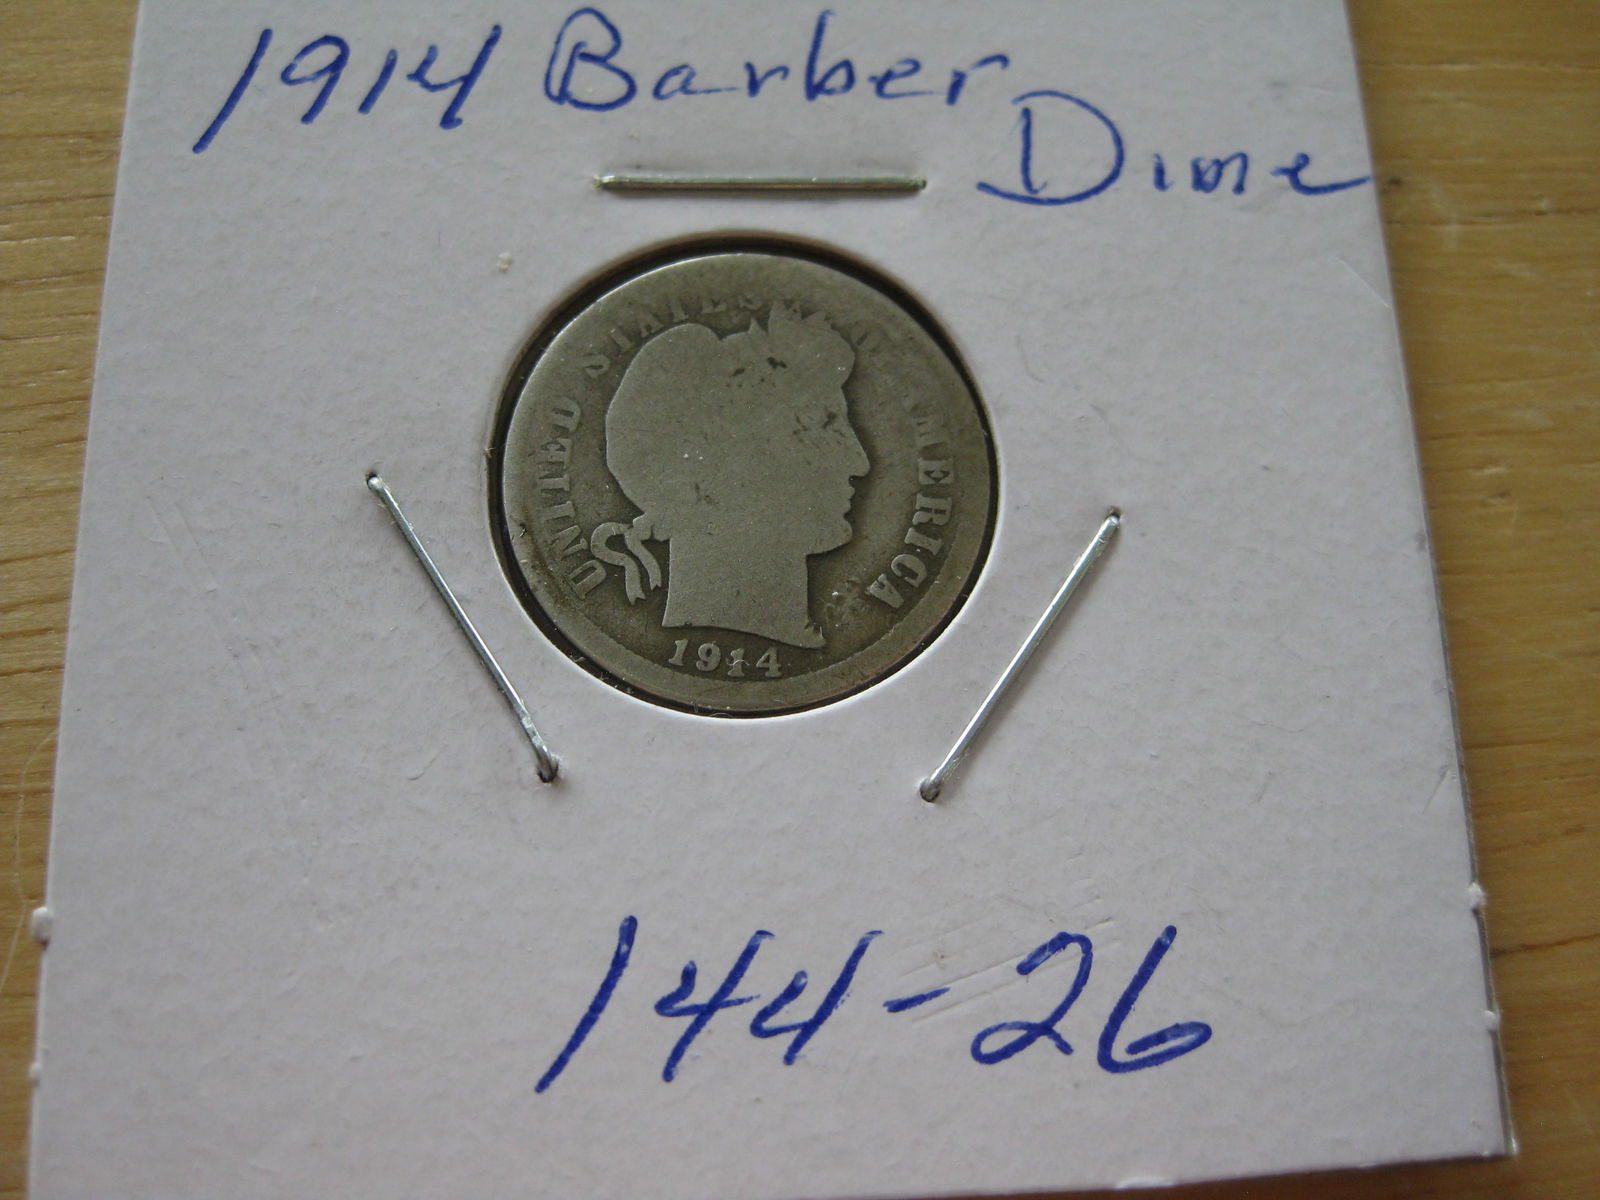 1914 Barber
Dime
UNITED STATES OF AMERICA
1914
144-26